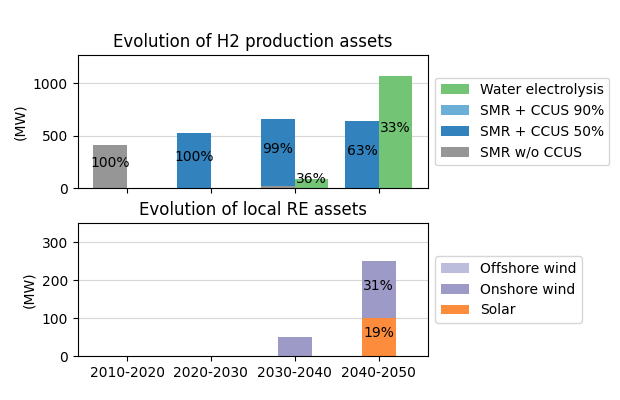 Evolution of H2 production assets
(MW)
1000
500
0
100%
100%
99%
36%
63%
33%
Water electrolysis
SMR + CCUS 90%
SMR + CCUS 50%
SMR w/o CCUS
Evolution of local RE assets
(MW)
300
200
100
0
31%
19%
Offshore wind
Onshore wind
Solar
2010-2020 2020-2030 2030-2040 2040-2050